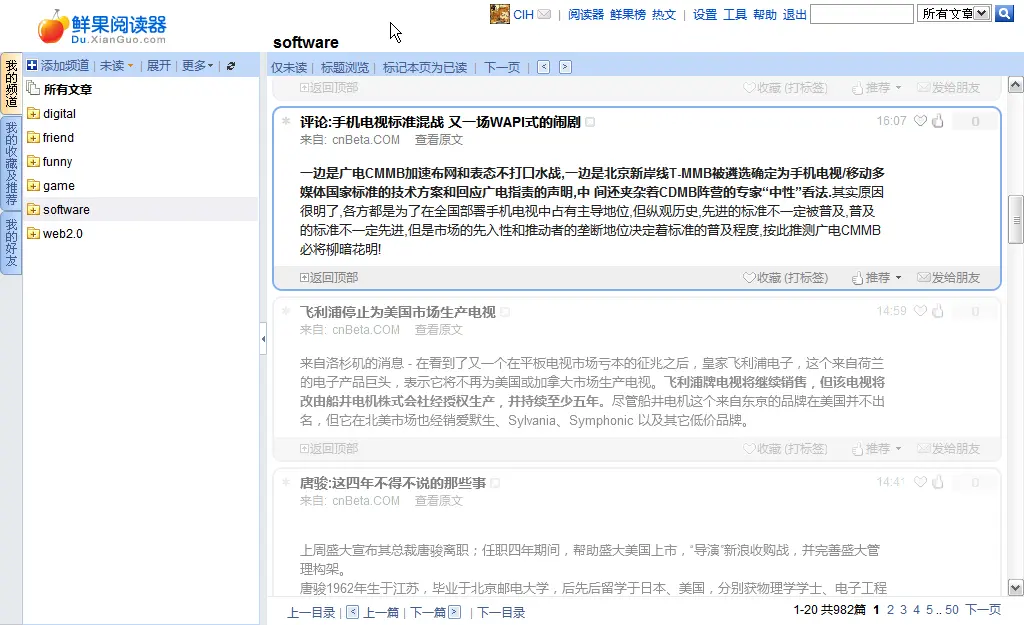 鲜果阅读器
Du.XianGuo.com
CIH | 阅读器 鲜果榜 热文 | 设置 工具 帮助 退出 所有文章
software
我的频道
我的收藏及推荐
我的好友
添加频道 | 未读 | 展开 | 更多
所有文章
digital
friend
funny
game
software
web2.0
仅未读 | 标题浏览 | 标记本页为已读 | 下一页 | < >
返回顶部 收藏 (打标签) 推荐 发给朋友
评论:手机电视标准混战 又一场WAPI式的闹剧 16:07 0
来自: cnBeta.COM 查看原文
一边是广电CMMB加速布网和表态不打口水战,一边是北京新岸线T-MMB被遴选确定为手机电视/移动多
媒体国家标准的技术方案和回应广电指责的声明,中 间还夹杂着CDMB阵营的专家“中性”看法.其实原因
很明了,各方都是为了在全国部署手机电视中占有主导地位,但纵观历史,先进的标准不一定被普及,普及
的标准不一定先进,但是市场的先入性和推动者的垄断地位决定着标准的普及程度,按此推测广电CMMB
必将柳暗花明!
返回顶部 收藏 (打标签) 推荐 发给朋友
飞利浦停止为美国市场生产电视 14:59 0
来自: cnBeta.COM 查看原文
来自洛杉矶的消息 - 在看到了又一个在平板电视市场亏本的征兆之后，皇家飞利浦电子，这个来自荷兰
的电子产品巨头，表示它将不再为美国或加拿大市场生产电视。飞利浦牌电视将继续销售，但该电视将
改由船井电机株式会社经授权生产，并持续至少五年。尽管船井电机这个来自东京的品牌在美国并不出
名，但它在北美市场也经销爱默生、Sylvania、Symphonic 以及其它低价品牌。
返回顶部 收藏 (打标签) 推荐 发给朋友
唐骏:这四年不得不说的那些事 14:41 0
来自: cnBeta.COM 查看原文
上周盛大宣布其总裁唐骏离职；任职四年期间，帮助盛大美国上市，“导演”新浪收购战，并完善盛大管
理构架。
唐骏1962年生于江苏，毕业于北京邮电大学，后先后留学于日本、美国，分别获物理学学士、电子工程
上一目录 | < 上一篇 | 下一篇 > | 下一目录 1-20 共982篇 1 2 3 4 5 .. 50 下一页